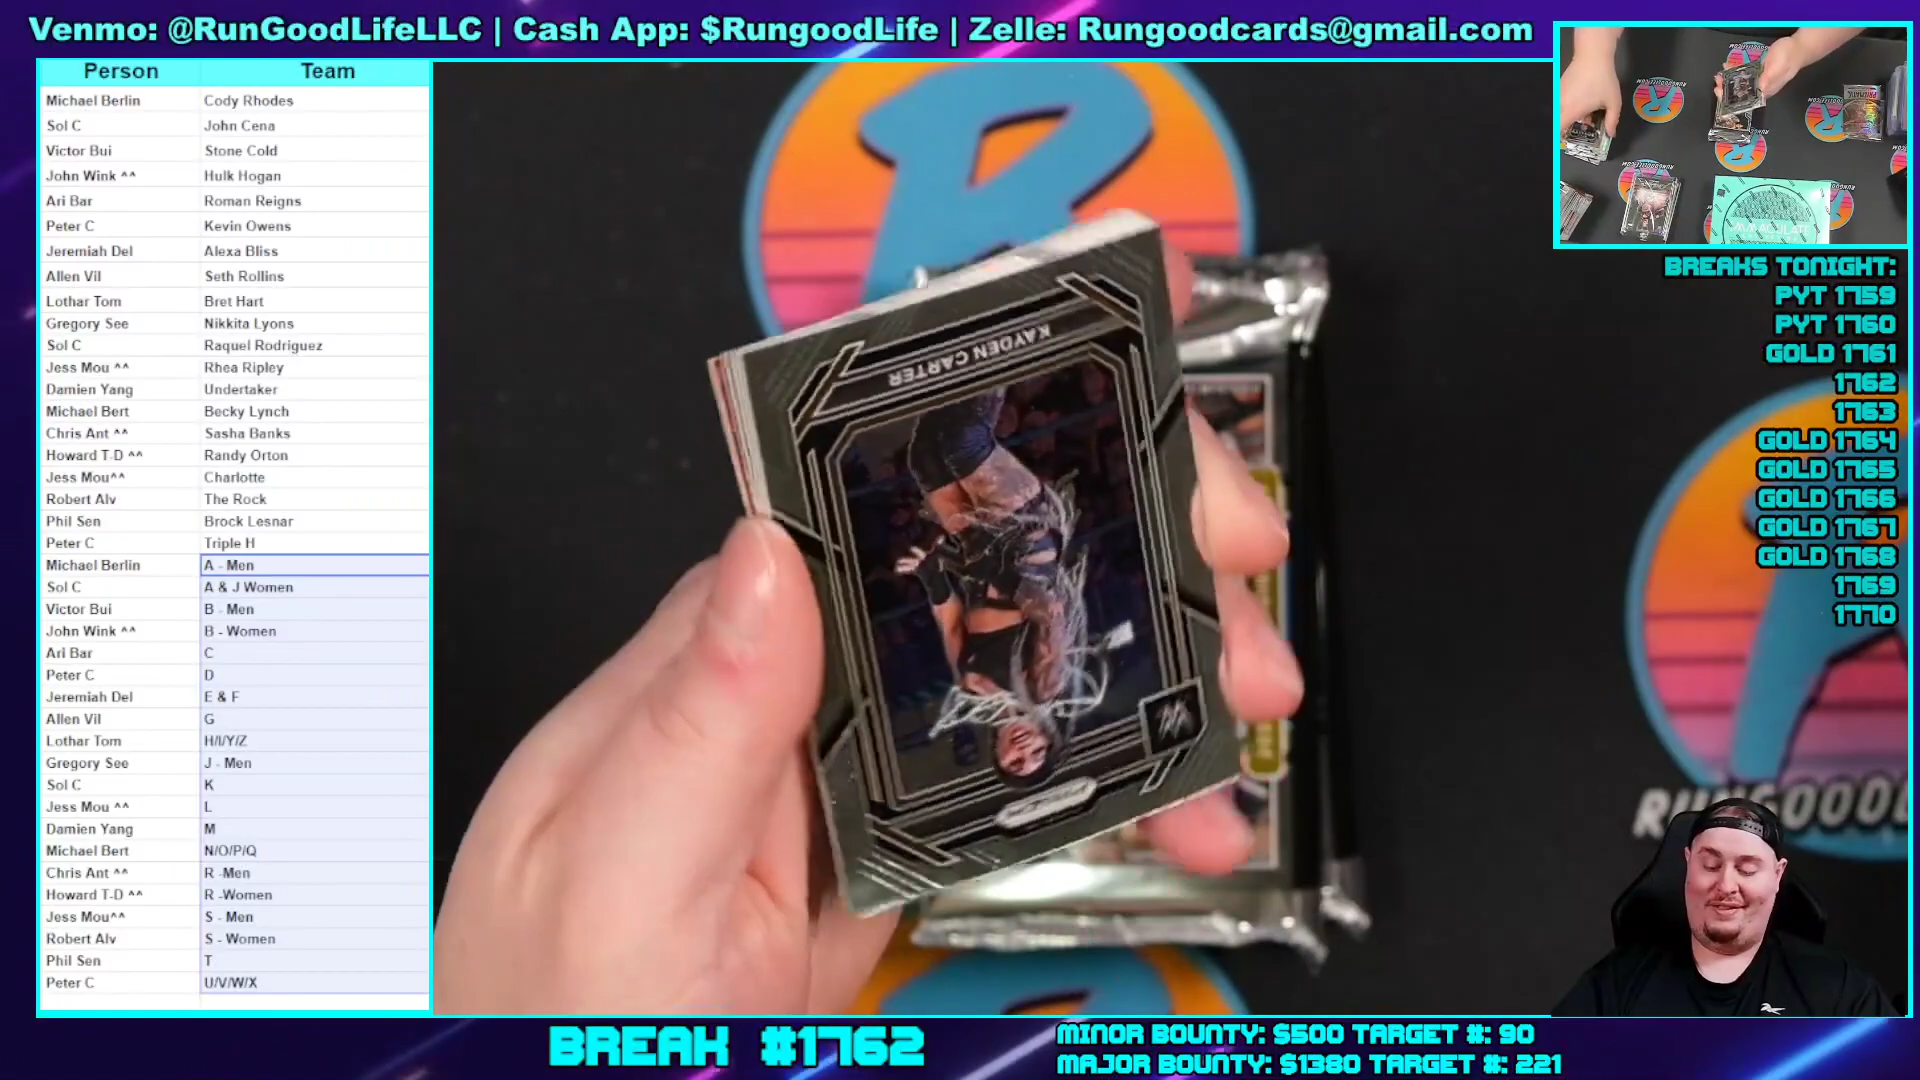 Venmo: @RunGoodLifeLLC | Cash App: $RungoodLife | Zelle: Rungoodcards@gmail.com
Person Team
Michael Berlin Cody Rhodes
Sol C John Cena
Victor Bui Stone Cold
John Wink ^^ Hulk Hogan
Ari Bar Roman Reigns
Peter C Kevin Owens
Jeremiah Del Alexa Bliss
Allen Vil Seth Rollins
Lothar Tom Bret Hart
Gregory See Nikkita Lyons
Sol C Raquel Rodriguez
Jess Mou ^^ Rhea Ripley
Damien Yang Undertaker
Michael Bert Becky Lynch
Chris Ant ^^ Sasha Banks
Howard T-D ^^ Randy Orton
Jess Mou^^ Charlotte
Robert Alv The Rock
Phil Sen Brock Lesnar
Peter C Triple H
Michael Berlin A - Men
Sol C A & J Women
Victor Bui B - Men
John Wink ^^ B - Women
Ari Bar C
Peter C D
Jeremiah Del E & F
Allen Vil G
Lothar Tom H/I/Y/Z
Gregory See J - Men
Sol C K
Jess Mou ^^ L
Damien Yang M
Michael Bert N/O/P/Q
Chris Ant ^^ R -Men
Howard T-D ^^ R -Women
Jess Mou^^ S - Men
Robert Alv S - Women
Phil Sen T
Peter C U/V/W/X
KAYDEN CARTER
PRIZM
IMMACULATE
BREAKS TONIGHT:
PYT 1759
PYT 1760
GOLD 1761
1762
1763
GOLD 1764
GOLD 1765
GOLD 1766
GOLD 1767
GOLD 1768
1769
1770
RUNGOODL
BREAK #1762
MINOR BOUNTY: $500 TARGET #: 90
MAJOR BOUNTY: $1380 TARGET #: 221